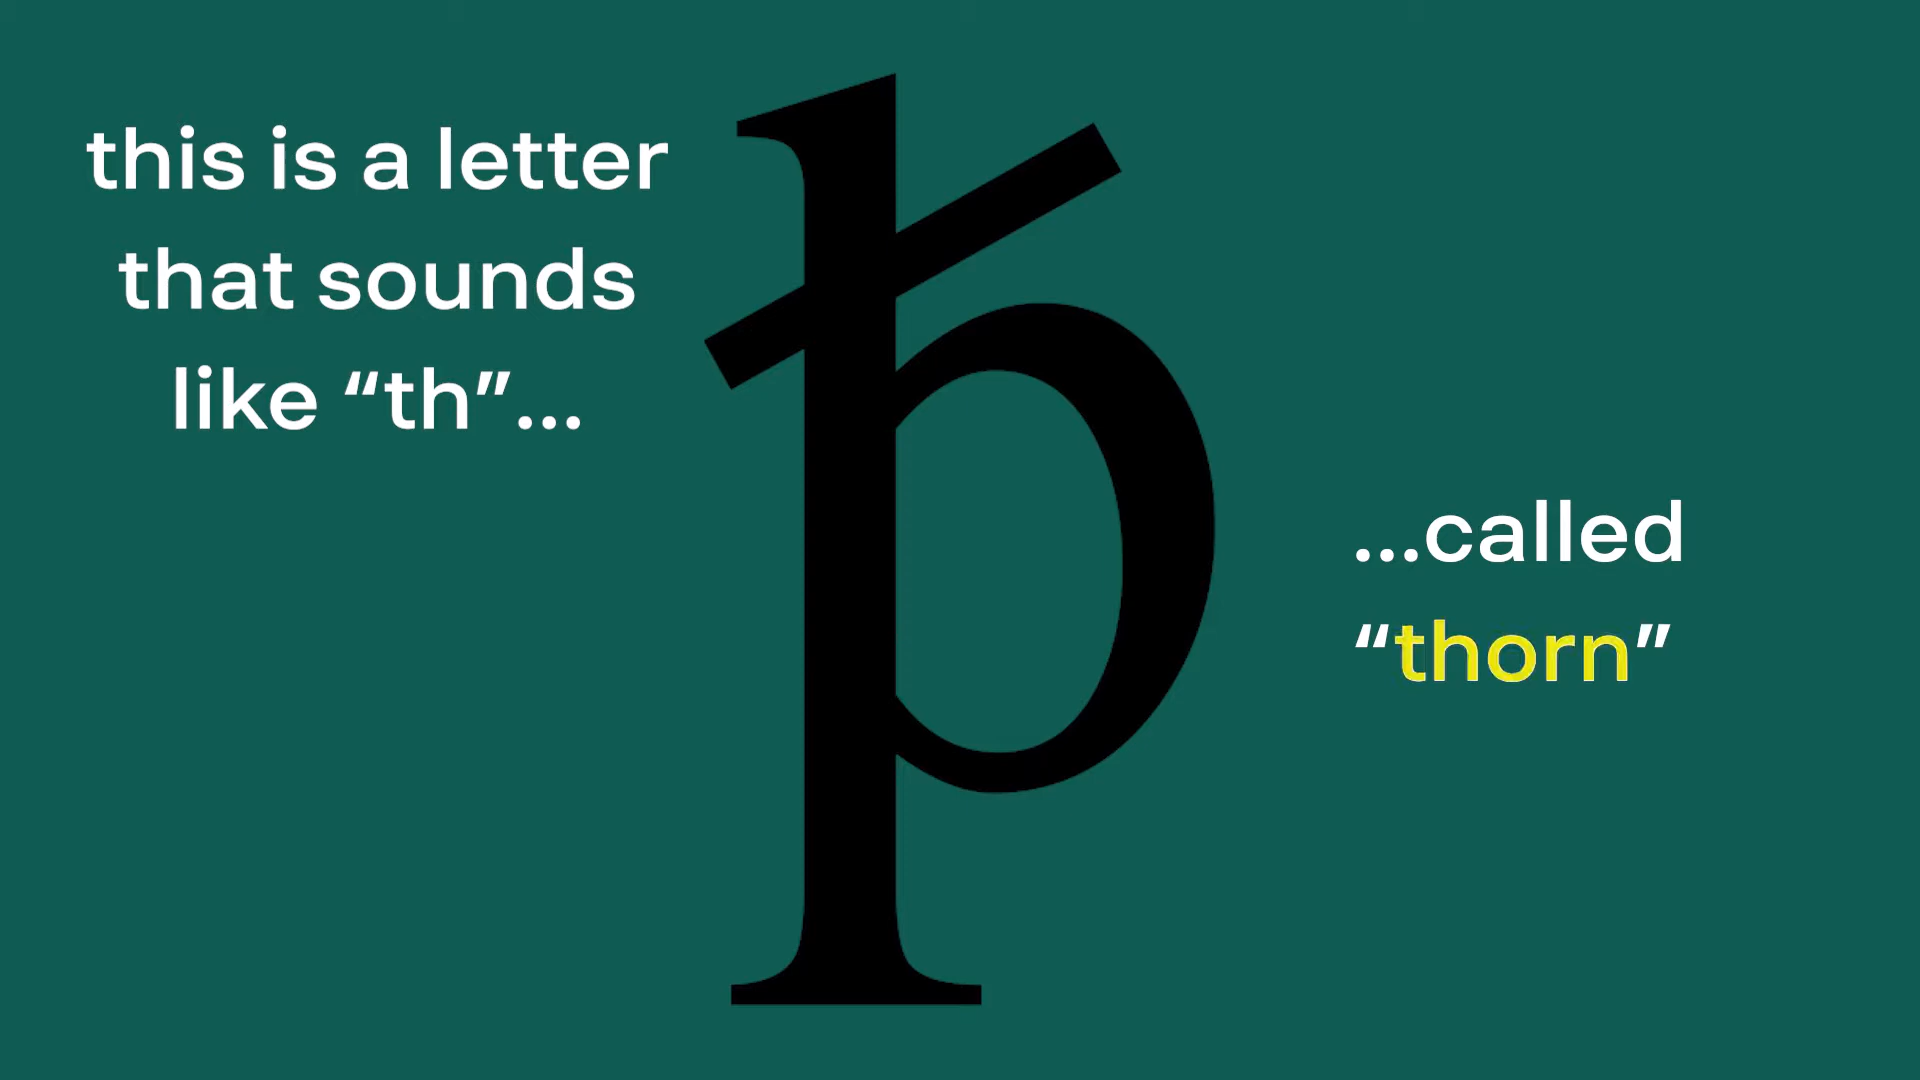 this is a letter
that sounds
like “th”...
ꝥ
...called
“thorn”